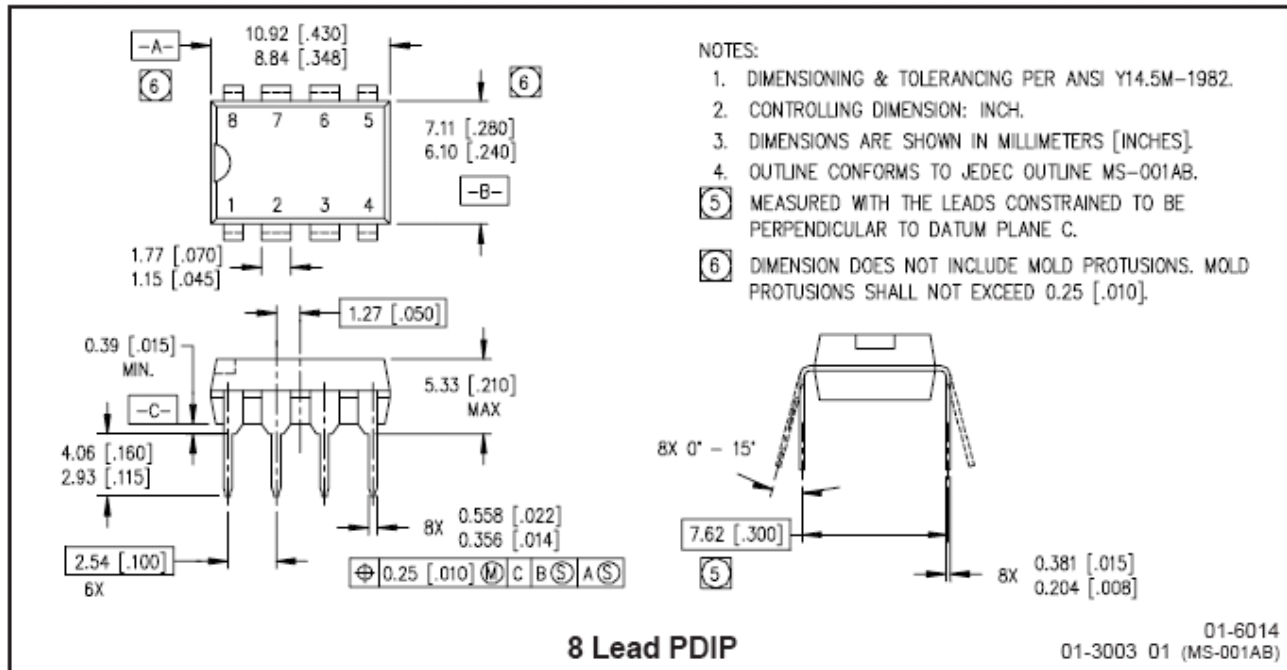 -A-
10.92 [.430]
8.84 [.348]
6
6
8 7 6 5
1 2 3 4
7.11 [.280]
6.10 [.240]
-B-
1.77 [.070]
1.15 [.045]
1.27 [.050]
0.39 [.015]
MIN.
-C-
5.33 [.210]
MAX
4.06 [.160]
2.93 [.115]
2.54 [.100]
6X
8X 0.558 [.022]
0.356 [.014]
⌖ 0.25 [.010] Ⓜ C B Ⓢ A Ⓢ
NOTES:
1. DIMENSIONING & TOLERANCING PER ANSI Y14.5M-1982.
2. CONTROLLING DIMENSION: INCH.
3. DIMENSIONS ARE SHOWN IN MILLIMETERS [INCHES].
4. OUTLINE CONFORMS TO JEDEC OUTLINE MS-001AB.
5 MEASURED WITH THE LEADS CONSTRAINED TO BE
PERPENDICULAR TO DATUM PLANE C.
6 DIMENSION DOES NOT INCLUDE MOLD PROTUSIONS. MOLD
PROTUSIONS SHALL NOT EXCEED 0.25 [.010].
8X 0° - 15°
7.62 [.300]
5
8X 0.381 [.015]
0.204 [.008]
8 Lead PDIP
01-6014
01-3003 01 (MS-001AB)